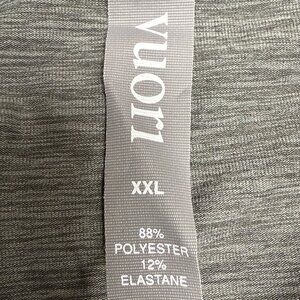 vuori
XXL
88%
POLYESTER
12%
ELASTANE